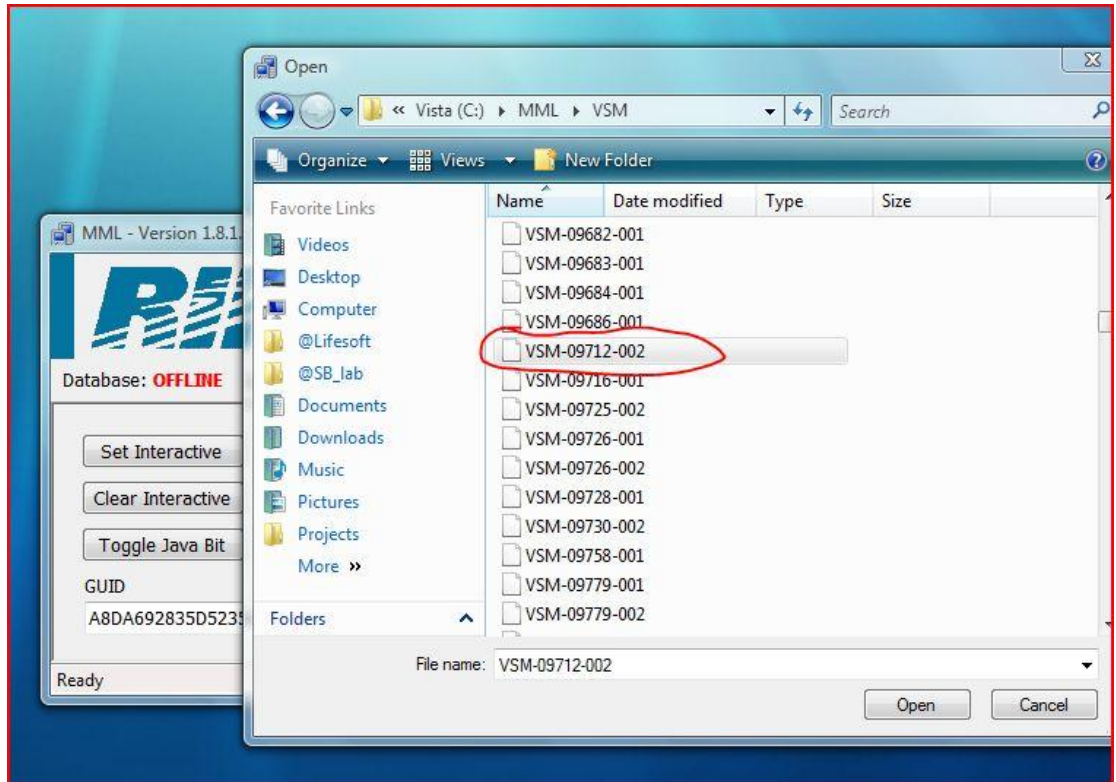 Open
« Vista (C:) ▸ MML ▸ VSM
Search
Organize Views New Folder
Favorite Links
Videos
Desktop
Computer
@Lifesoft
@SB_lab
Documents
Downloads
Music
Pictures
Projects
More »
Folders
Name Date modified Type Size
VSM-09682-001
VSM-09683-001
VSM-09684-001
VSM-09686-001
VSM-09712-002
VSM-09716-001
VSM-09725-002
VSM-09726-001
VSM-09726-002
VSM-09728-001
VSM-09730-002
VSM-09758-001
VSM-09779-001
VSM-09779-002
File name: VSM-09712-002
Open Cancel
MML - Version 1.8.1.
Database: OFFLINE
Set Interactive
Clear Interactive
Toggle Java Bit
GUID
A8DA692835D5235
Ready